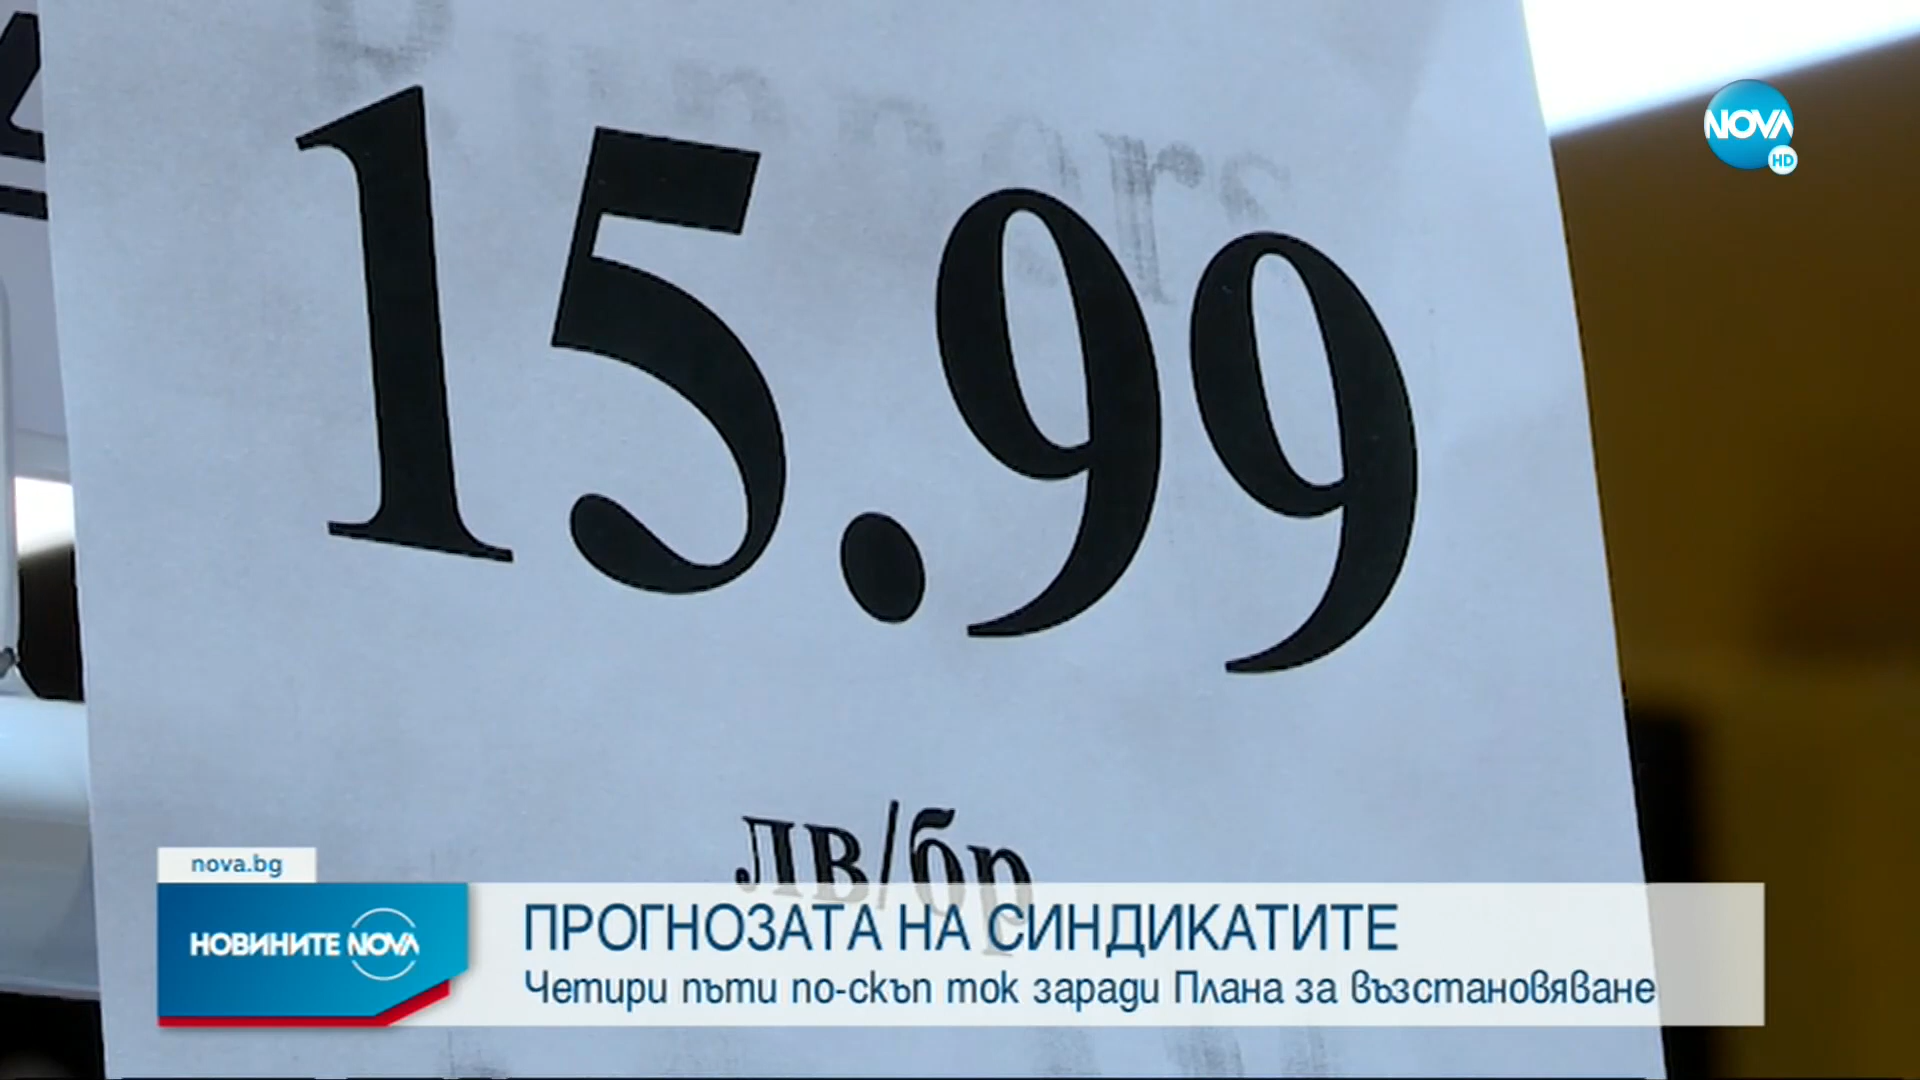 15.99
лв/бр
NOVA
HD
nova.bg
НОВИНИТЕ NOVA
ПРОГНОЗАТА НА СИНДИКАТИТЕ
Четири пъти по-скъп ток заради Плана за възстановяване